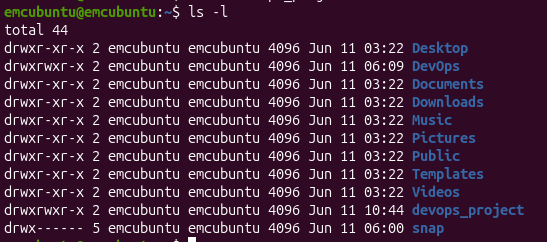 emcubuntu@emcubuntu:~$ ls -l
total 44
drwxr-xr-x 2 emcubuntu emcubuntu 4096 Jun 11 03:22 Desktop
drwxrwxr-x 2 emcubuntu emcubuntu 4096 Jun 11 06:09 DevOps
drwxr-xr-x 2 emcubuntu emcubuntu 4096 Jun 11 03:22 Documents
drwxr-xr-x 2 emcubuntu emcubuntu 4096 Jun 11 03:22 Downloads
drwxr-xr-x 2 emcubuntu emcubuntu 4096 Jun 11 03:22 Music
drwxr-xr-x 2 emcubuntu emcubuntu 4096 Jun 11 03:22 Pictures
drwxr-xr-x 2 emcubuntu emcubuntu 4096 Jun 11 03:22 Public
drwxr-xr-x 2 emcubuntu emcubuntu 4096 Jun 11 03:22 Templates
drwxr-xr-x 2 emcubuntu emcubuntu 4096 Jun 11 03:22 Videos
drwxrwxr-x 2 emcubuntu emcubuntu 4096 Jun 11 10:44 devops_project
drwx------ 5 emcubuntu emcubuntu 4096 Jun 11 06:00 snap